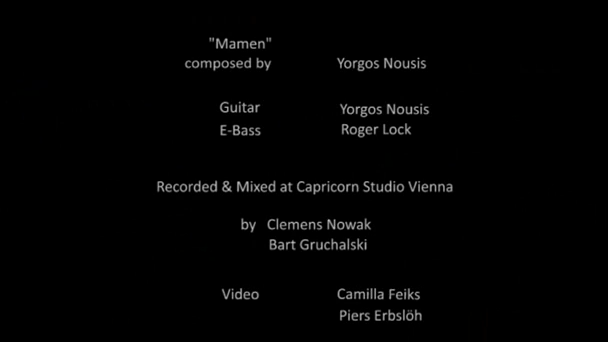 "Mamen"
composed by Yorgos Nousis
Guitar Yorgos Nousis
E-Bass Roger Lock
Recorded & Mixed at Capricorn Studio Vienna
by Clemens Nowak
Bart Gruchalski
Video Camilla Feiks
Piers Erbslöh